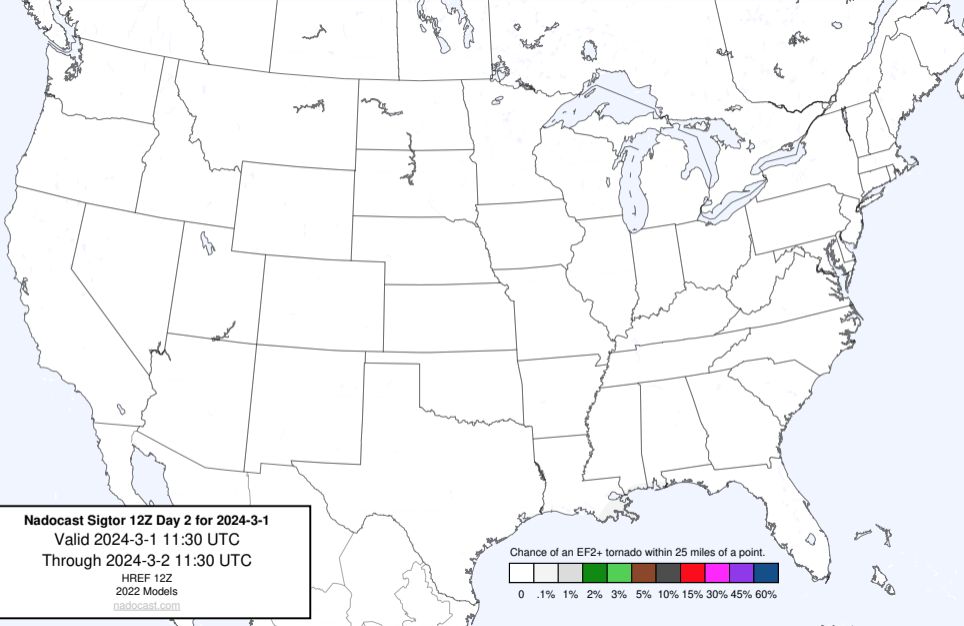 Nadocast Sigtor 12Z Day 2 for 2024-3-1
Valid 2024-3-1 11:30 UTC
Through 2024-3-2 11:30 UTC
HREF 12Z
2022 Models
nadocast.com
Chance of an EF2+ tornado within 25 miles of a point.
0 .1% 1% 2% 3% 5% 10% 15% 30% 45% 60%